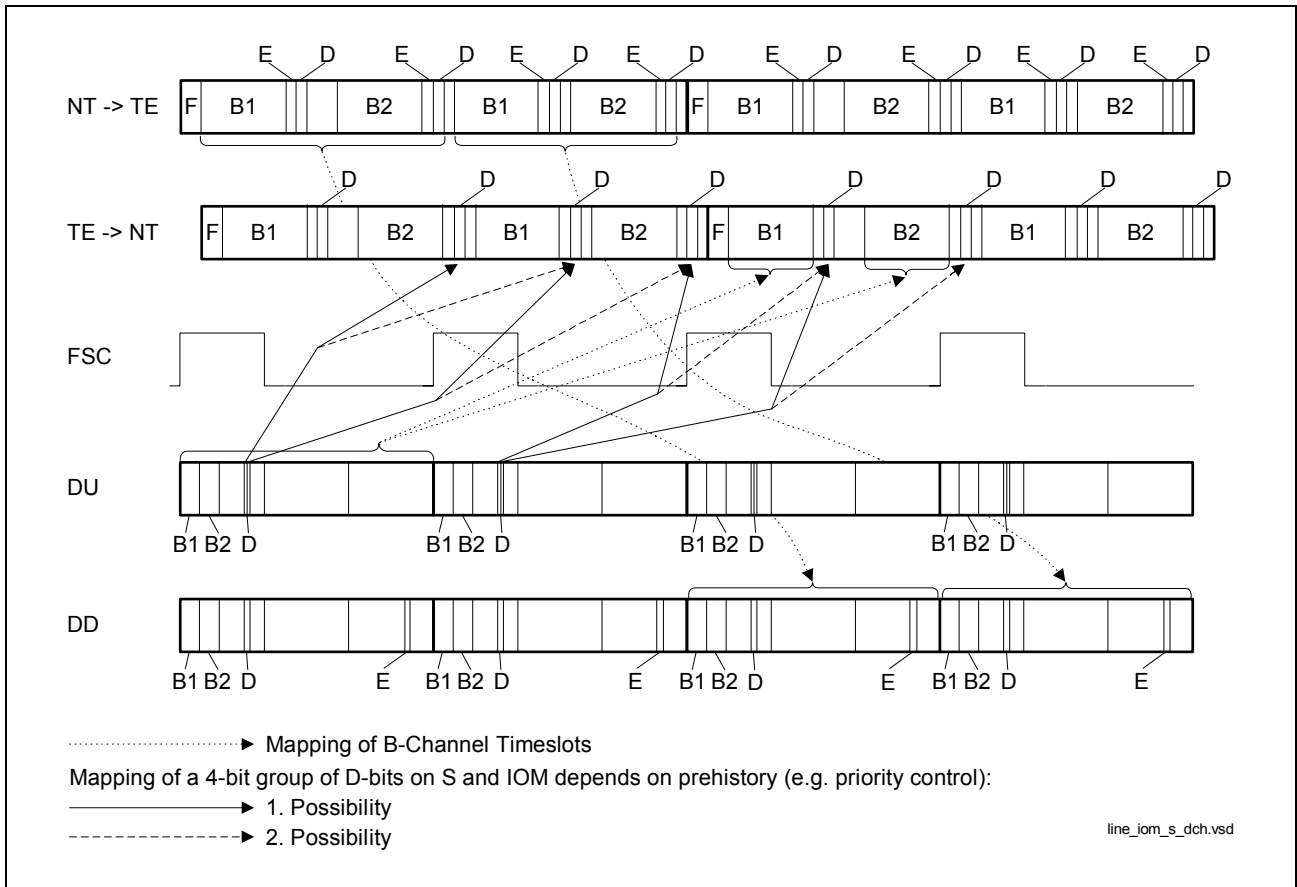 E D E D E D E D E D E D E D E D
NT -> TE F B1 B2 B1 B2 F B1 B2 B1 B2
D D D D D D D D
TE -> NT F B1 B2 B1 B2 F B1 B2 B1 B2
FSC
DU
B1 B2 D B1 B2 D B1 B2 D B1 B2 D
DD
B1 B2 D E B1 B2 D E B1 B2 D E B1 B2 D E
Mapping of B-Channel Timeslots
Mapping of a 4-bit group of D-bits on S and IOM depends on prehistory (e.g. priority control):
1. Possibility
2. Possibility
line_iom_s_dch.vsd